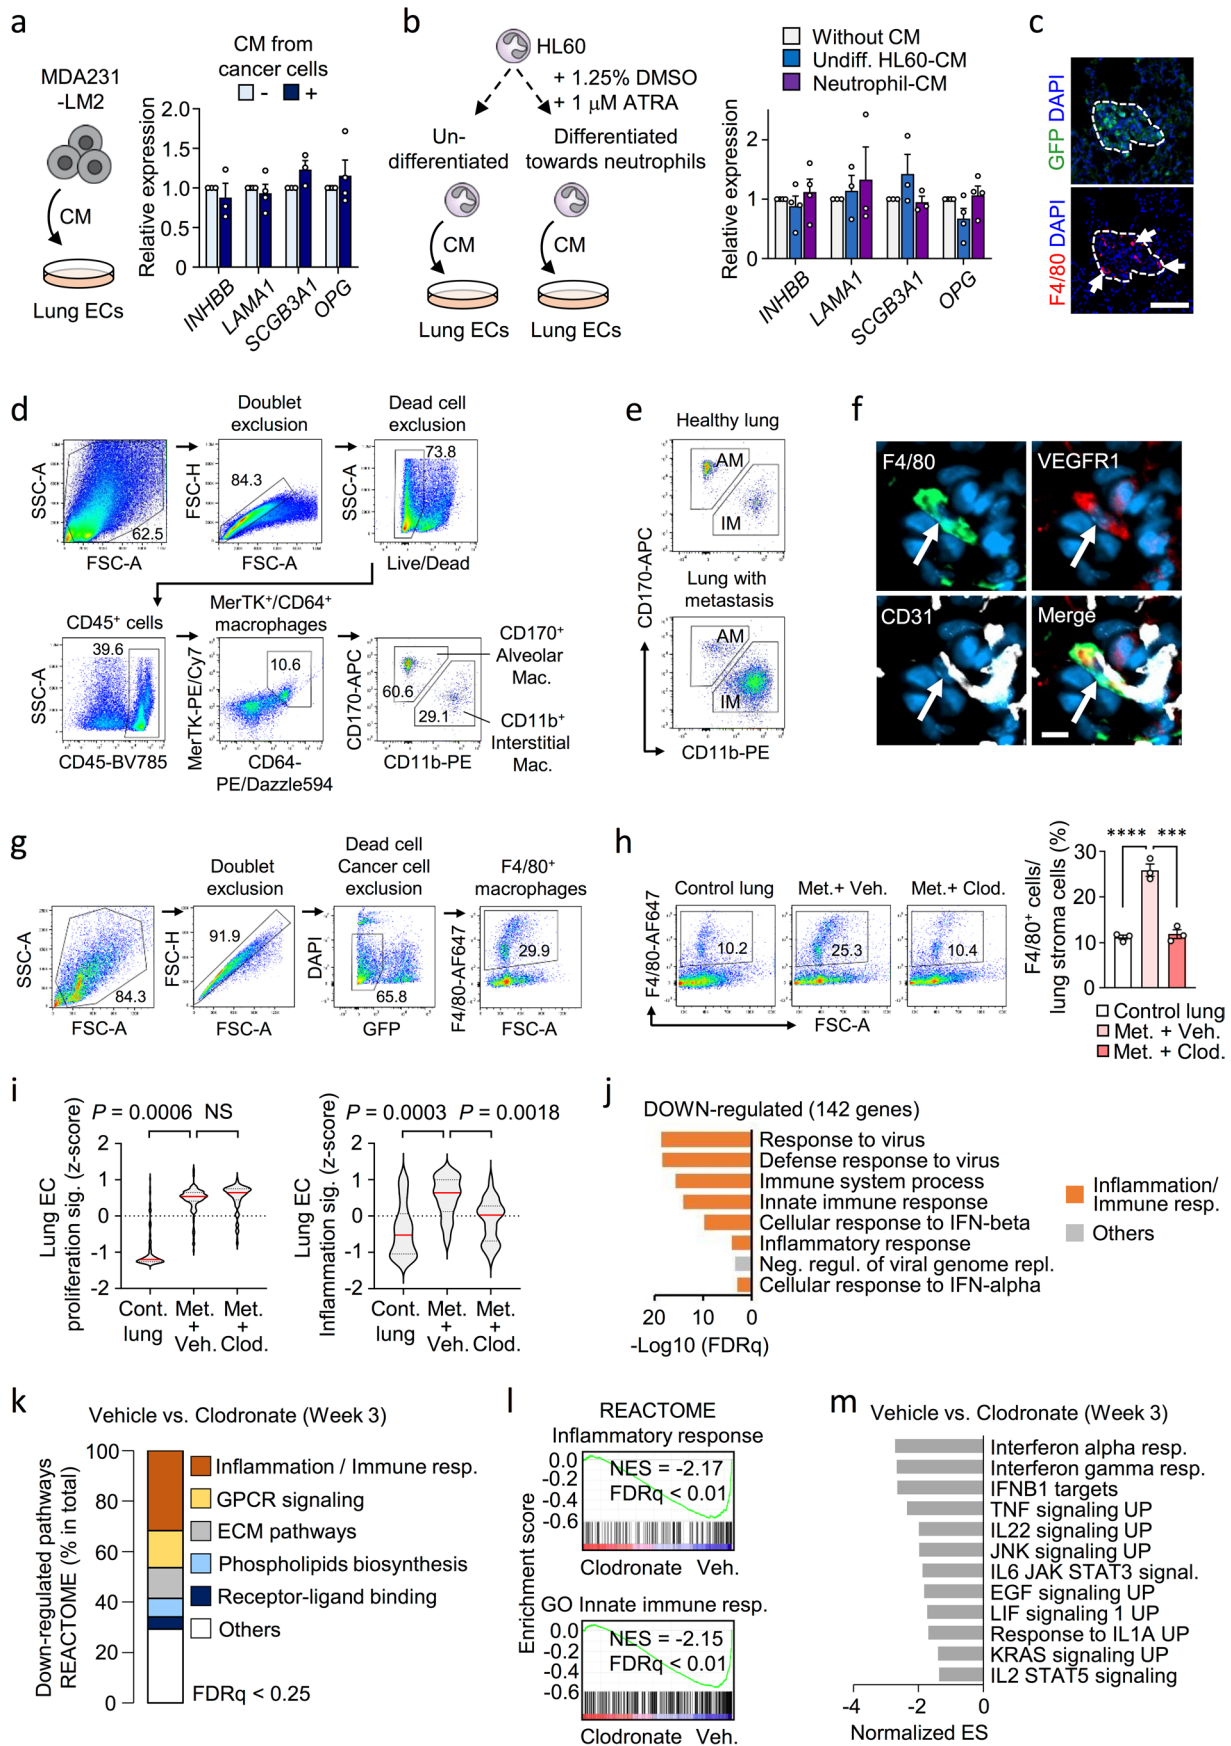 a
MDA231
-LM2
CM
Lung ECs
CM from
cancer cells
- +
Relative expression
2.0
1.5
1.0
0.5
0
INHBB
LAMA1
SCGB3A1
OPG
b
HL60
+ 1.25% DMSO
+ 1 μM ATRA
Un-
differentiated
Differentiated
towards neutrophils
CM
CM
Lung ECs
Lung ECs
Without CM
Undiff. HL60-CM
Neutrophil-CM
Relative expression
2
1
0
INHBB
LAMA1
SCGB3A1
OPG
c
GFP DAPI
F4/80 DAPI
d
Doublet
exclusion
Dead cell
exclusion
SSC-A
62.5
FSC-A
FSC-H
84.3
FSC-A
SSC-A
73.8
Live/Dead
CD45+ cells
39.6
SSC-A
CD45-BV785
MerTK+/CD64+
macrophages
10.6
MerTK-PE/Cy7
CD64-
PE/Dazzle594
CD170-APC
60.6
29.1
CD11b-PE
CD170+
Alveolar
Mac.
CD11b+
Interstitial
Mac.
e
Healthy lung
AM
IM
Lung with
metastasis
AM
IM
CD170-APC
CD11b-PE
f
F4/80
VEGFR1
CD31
Merge
g
Doublet
exclusion
Dead cell
Cancer cell
exclusion
F4/80+
macrophages
SSC-A
84.3
FSC-A
FSC-H
91.9
FSC-A
DAPI
65.8
GFP
F4/80-AF647
29.9
FSC-A
h
Control lung
Met.+ Veh.
Met.+ Clod.
F4/80-AF647
10.2
25.3
10.4
FSC-A
F4/80+ cells/
lung stroma cells (%)
**** ***
30
20
10
0
Control lung
Met. + Veh.
Met. + Clod.
i
P = 0.0006 NS
Lung EC
proliferation sig. (z-score)
2
1
0
-1
-2
Cont.
lung
Met.
+
Veh.
Met.
+
Clod.
P = 0.0003 P = 0.0018
Lung EC
Inflammation sig. (z-score)
2
1
0
-1
-2
Cont.
lung
Met.
+
Veh.
Met.
+
Clod.
j
DOWN-regulated (142 genes)
Response to virus
Defense response to virus
Immune system process
Innate immune response
Cellular response to IFN-beta
Inflammatory response
Neg. regul. of viral genome repl.
Cellular response to IFN-alpha
20 10 0
-Log10 (FDRq)
Inflammation/
Immune resp.
Others
k
Vehicle vs. Clodronate (Week 3)
Down-regulated pathways
REACTOME (% in total)
100
80
60
40
20
0
Inflammation / Immune resp.
GPCR signaling
ECM pathways
Phospholipids biosynthesis
Receptor-ligand binding
Others
FDRq < 0.25
l
REACTOME
Inflammatory response
0.0
-0.2
-0.4
-0.6
NES = -2.17
FDRq < 0.01
Clodronate Veh.
Enrichment score
GO Innate immune resp.
0.0
-0.2
-0.4
-0.6
NES = -2.15
FDRq < 0.01
Clodronate Veh.
m
Vehicle vs. Clodronate (Week 3)
Interferon alpha resp.
Interferon gamma resp.
IFNB1 targets
TNF signaling UP
IL22 signaling UP
JNK signaling UP
IL6 JAK STAT3 signal.
EGF signaling UP
LIF signaling 1 UP
Response to IL1A UP
KRAS signaling UP
IL2 STAT5 signaling
-4 -2 0
Normalized ES